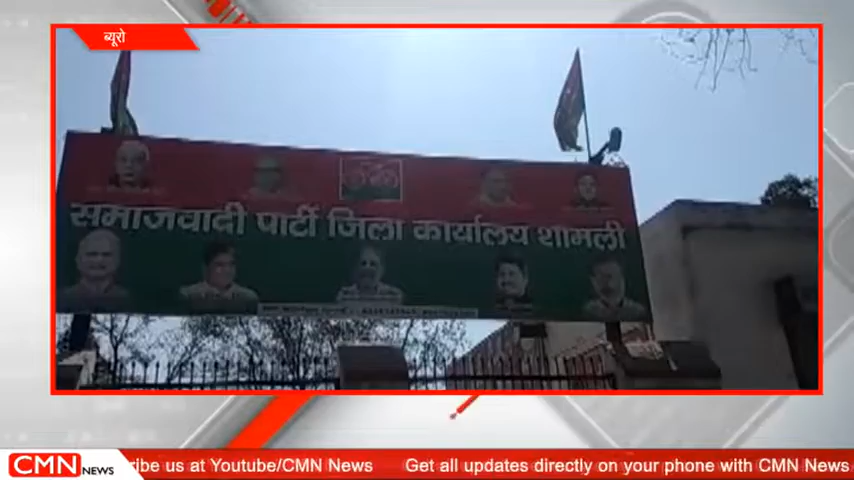 ब्यूरो
समाजवादी पार्टी जिला कार्यालय शामली
CMN NEWS
ribe us at Youtube/CMN News Get all updates directly on your phone with CMN News